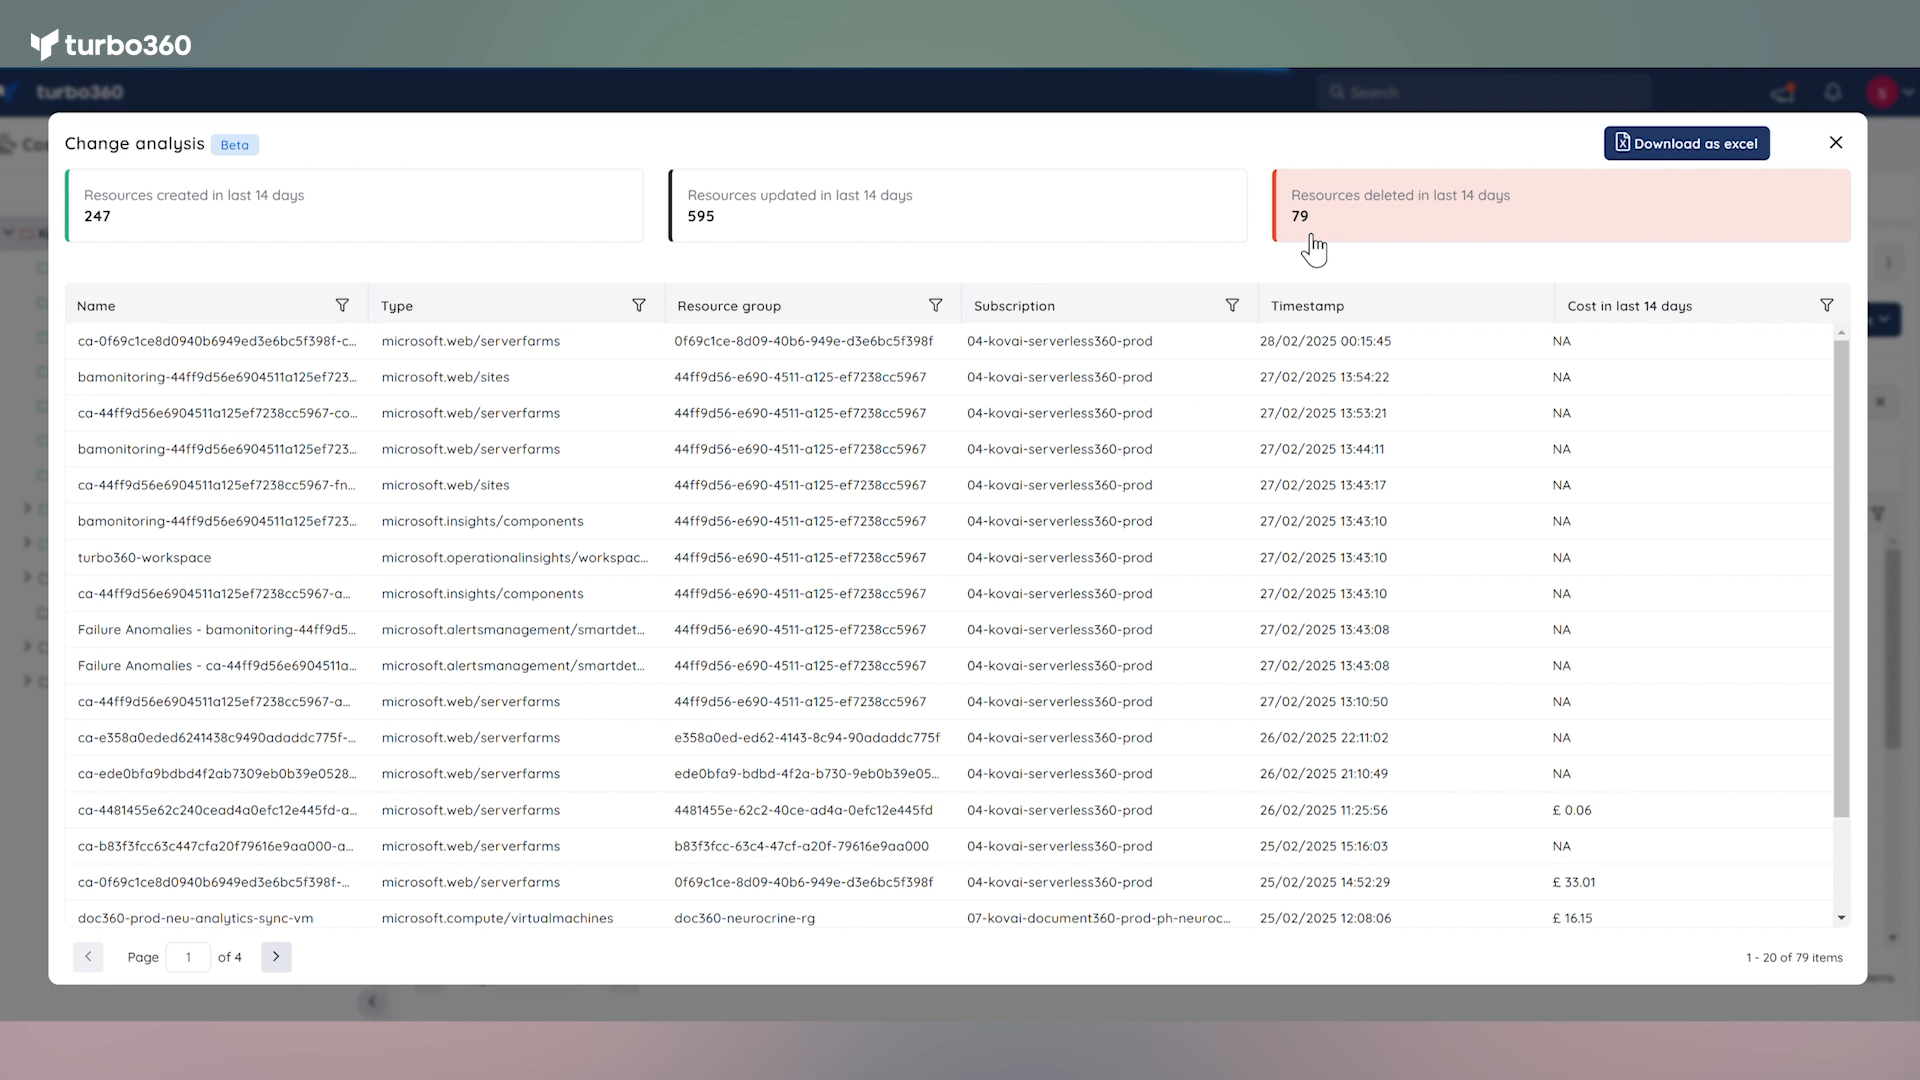 turbo360
turbo360
Search
S
Change analysis Beta
Download as excel
Resources created in last 14 days
247
Resources updated in last 14 days
595
Resources deleted in last 14 days
79
Name Type Resource group Subscription Timestamp Cost in last 14 days
ca-0f69c1ce8d0940b6949ed3e6bc5f398f-c... microsoft.web/serverfarms 0f69c1ce-8d09-40b6-949e-d3e6bc5f398f 04-kovai-serverless360-prod 28/02/2025 00:15:45 NA
bamonitoring-44ff9d56e6904511a125ef723... microsoft.web/sites 44ff9d56-e690-4511-a125-ef7238cc5967 04-kovai-serverless360-prod 27/02/2025 13:54:22 NA
ca-44ff9d56e6904511a125ef7238cc5967-co... microsoft.web/serverfarms 44ff9d56-e690-4511-a125-ef7238cc5967 04-kovai-serverless360-prod 27/02/2025 13:53:21 NA
bamonitoring-44ff9d56e6904511a125ef723... microsoft.web/serverfarms 44ff9d56-e690-4511-a125-ef7238cc5967 04-kovai-serverless360-prod 27/02/2025 13:44:11 NA
ca-44ff9d56e6904511a125ef7238cc5967-fn... microsoft.web/sites 44ff9d56-e690-4511-a125-ef7238cc5967 04-kovai-serverless360-prod 27/02/2025 13:43:17 NA
bamonitoring-44ff9d56e6904511a125ef723... microsoft.insights/components 44ff9d56-e690-4511-a125-ef7238cc5967 04-kovai-serverless360-prod 27/02/2025 13:43:10 NA
turbo360-workspace microsoft.operationalinsights/workspac... 44ff9d56-e690-4511-a125-ef7238cc5967 04-kovai-serverless360-prod 27/02/2025 13:43:10 NA
ca-44ff9d56e6904511a125ef7238cc5967-a... microsoft.insights/components 44ff9d56-e690-4511-a125-ef7238cc5967 04-kovai-serverless360-prod 27/02/2025 13:43:10 NA
Failure Anomalies - bamonitoring-44ff9d5... microsoft.alertsmanagement/smartdet... 44ff9d56-e690-4511-a125-ef7238cc5967 04-kovai-serverless360-prod 27/02/2025 13:43:08 NA
Failure Anomalies - ca-44ff9d56e6904511a... microsoft.alertsmanagement/smartdet... 44ff9d56-e690-4511-a125-ef7238cc5967 04-kovai-serverless360-prod 27/02/2025 13:43:08 NA
ca-44ff9d56e6904511a125ef7238cc5967-a... microsoft.web/serverfarms 44ff9d56-e690-4511-a125-ef7238cc5967 04-kovai-serverless360-prod 27/02/2025 13:10:50 NA
ca-e358a0eded6241438c9490adaddc775f-... microsoft.web/serverfarms e358a0ed-ed62-4143-8c94-90adaddc775f 04-kovai-serverless360-prod 26/02/2025 22:11:02 NA
ca-ede0bfa9bdbd4f2ab7309eb0b39e0528... microsoft.web/serverfarms ede0bfa9-bdbd-4f2a-b730-9eb0b39e05... 04-kovai-serverless360-prod 26/02/2025 21:10:49 NA
ca-4481455e62c240cead4a0efc12e445fd-a... microsoft.web/serverfarms 4481455e-62c2-40ce-ad4a-0efc12e445fd 04-kovai-serverless360-prod 26/02/2025 11:25:56 £ 0.06
ca-b83f3fcc63c447cfa20f79616e9aa000-a... microsoft.web/serverfarms b83f3fcc-63c4-47cf-a20f-79616e9aa000 04-kovai-serverless360-prod 25/02/2025 15:16:03 NA
ca-0f69c1ce8d0940b6949ed3e6bc5f398f-... microsoft.web/serverfarms 0f69c1ce-8d09-40b6-949e-d3e6bc5f398f 04-kovai-serverless360-prod 25/02/2025 14:52:29 £ 33.01
doc360-prod-neu-analytics-sync-vm microsoft.compute/virtualmachines doc360-neurocrine-rg 07-kovai-document360-prod-ph-neuroc... 25/02/2025 12:08:06 £ 16.15
Page 1 of 4
1 - 20 of 79 items